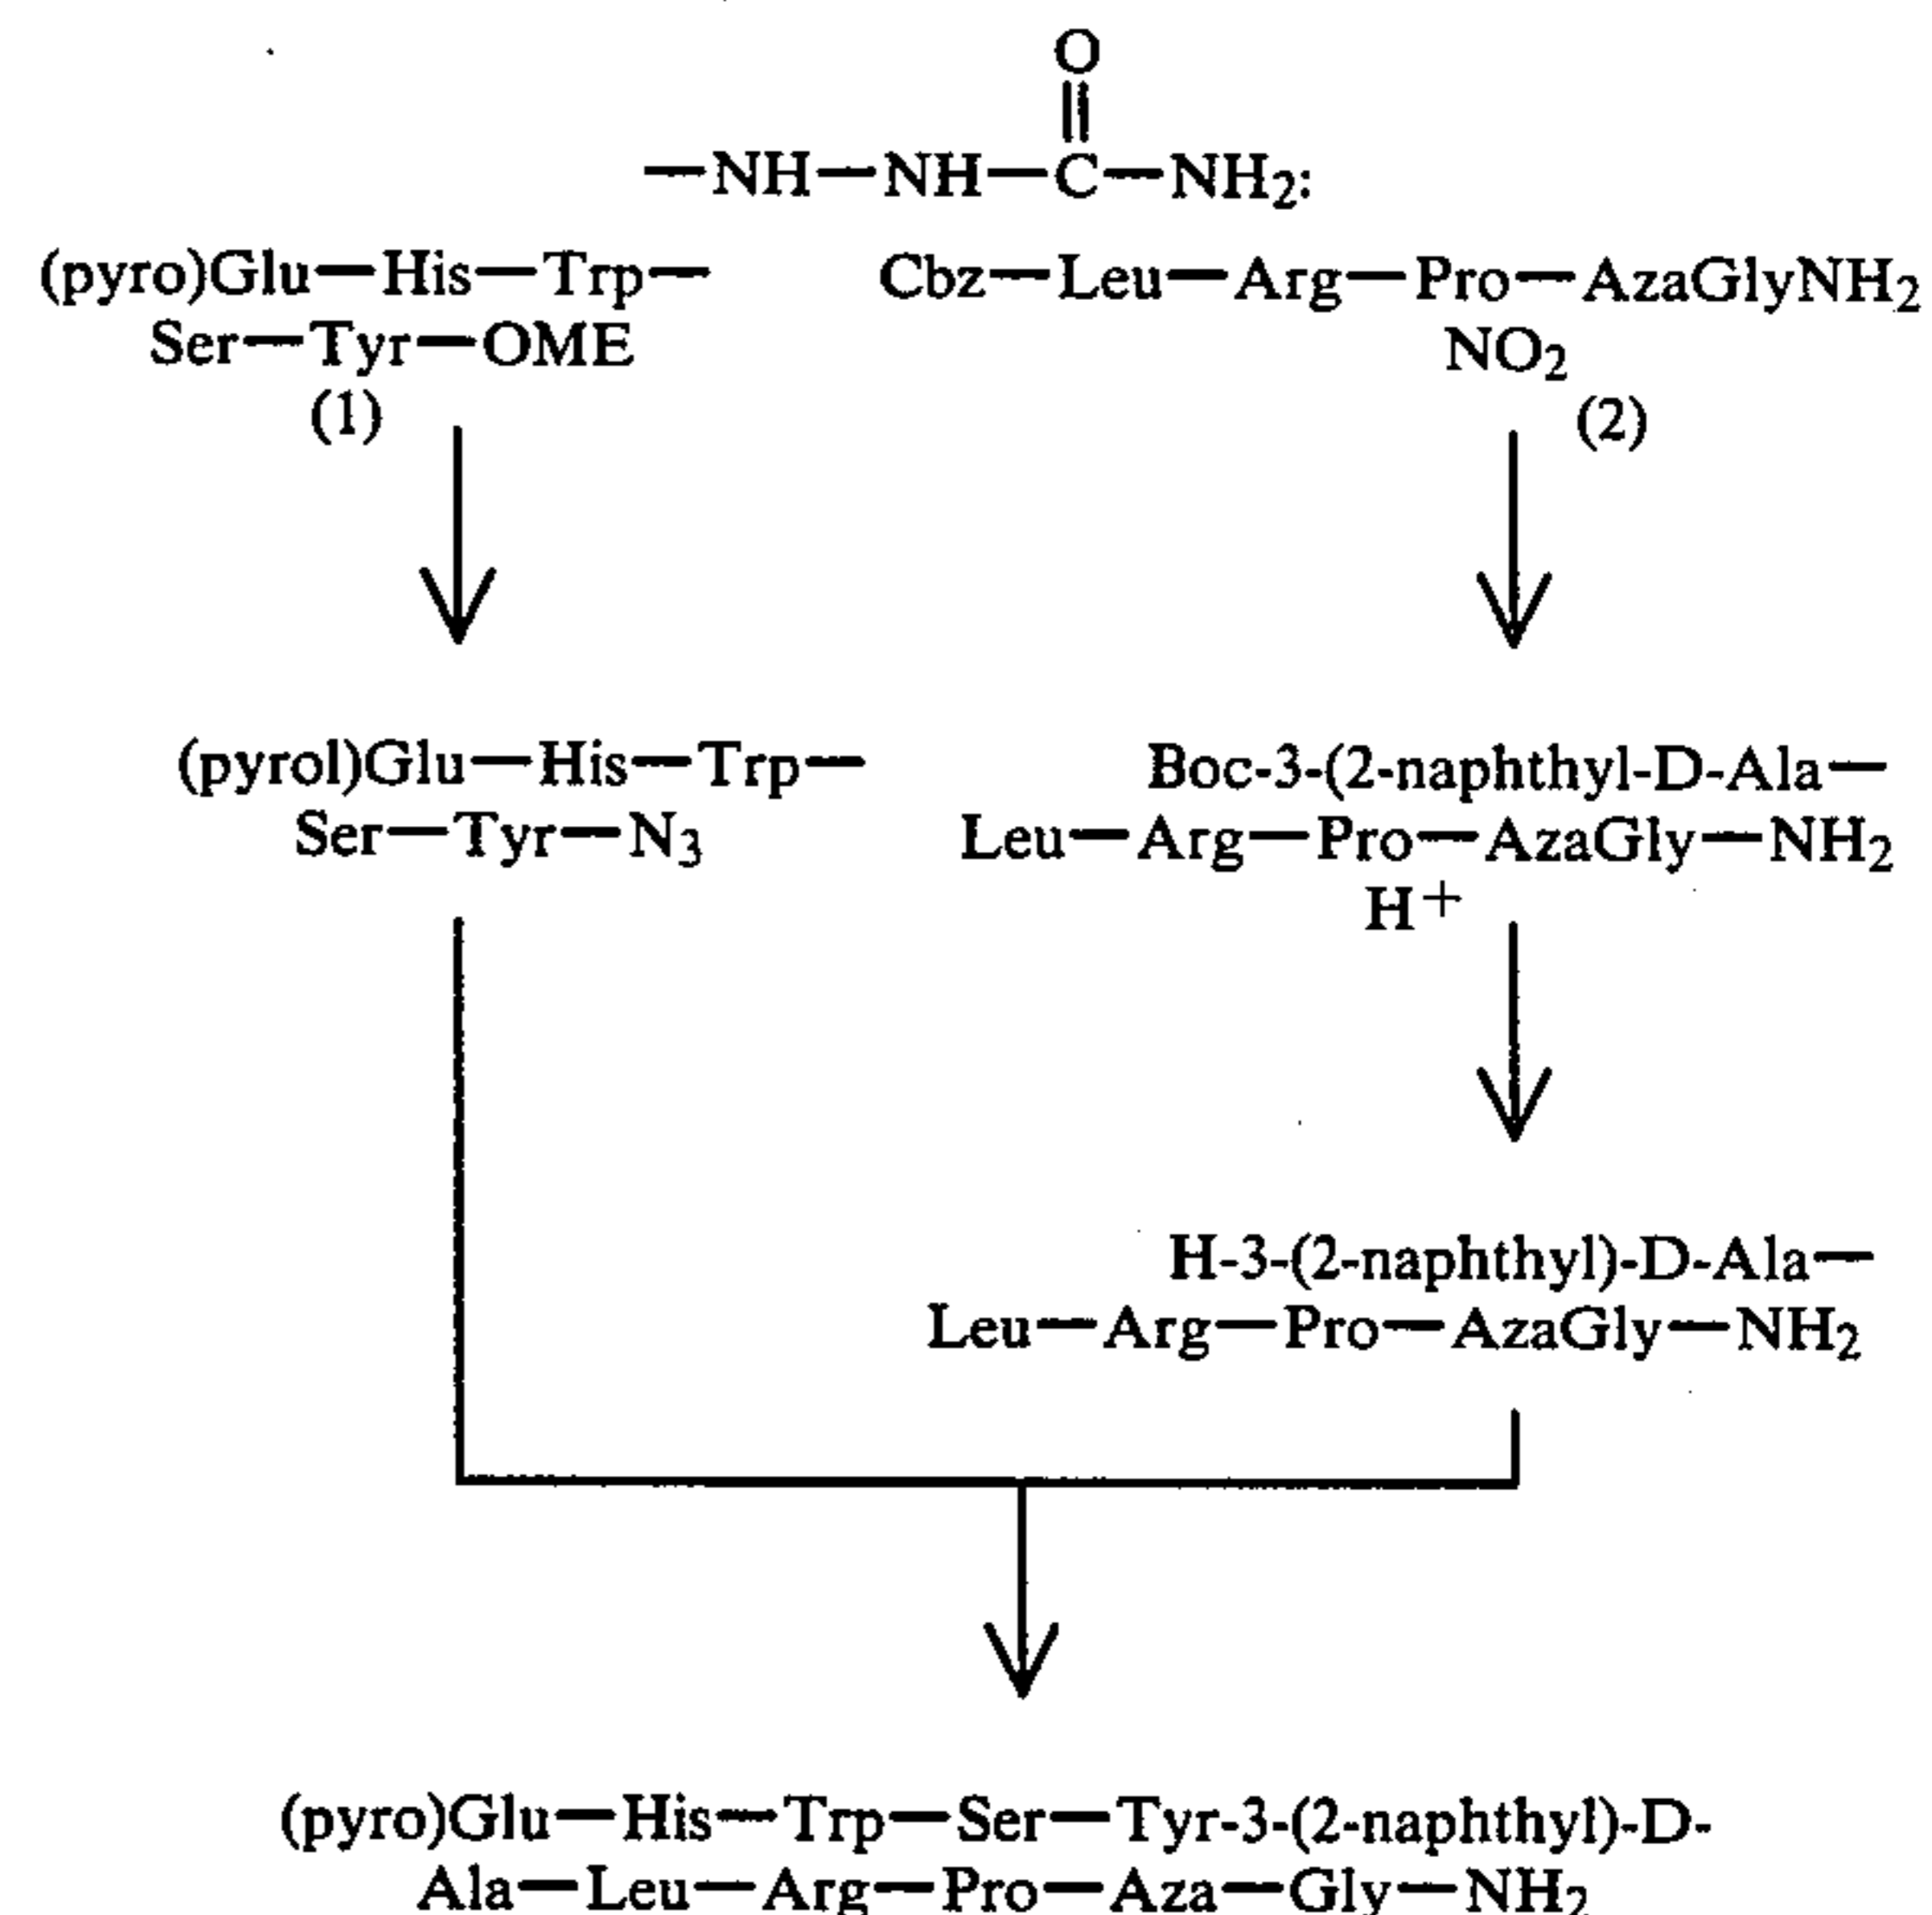 O
‖
—NH—NH—C—NH₂:
(pyro)Glu—His—Trp—
Ser—Tyr—OME
(1)
Cbz—Leu—Arg—Pro—AzaGlyNH₂
NO₂
(2)
(pyrol)Glu—His—Trp—
Ser—Tyr—N₃
Boc-3-(2-naphthyl-D-Ala—
Leu—Arg—Pro—AzaGly—NH₂
H+
H-3-(2-naphthyl)-D-Ala—
Leu—Arg—Pro—AzaGly—NH₂
(pyro)Glu—His—Trp—Ser—Tyr-3-(2-naphthyl)-D-
Ala—Leu—Arg—Pro—Aza—Gly—NH₂